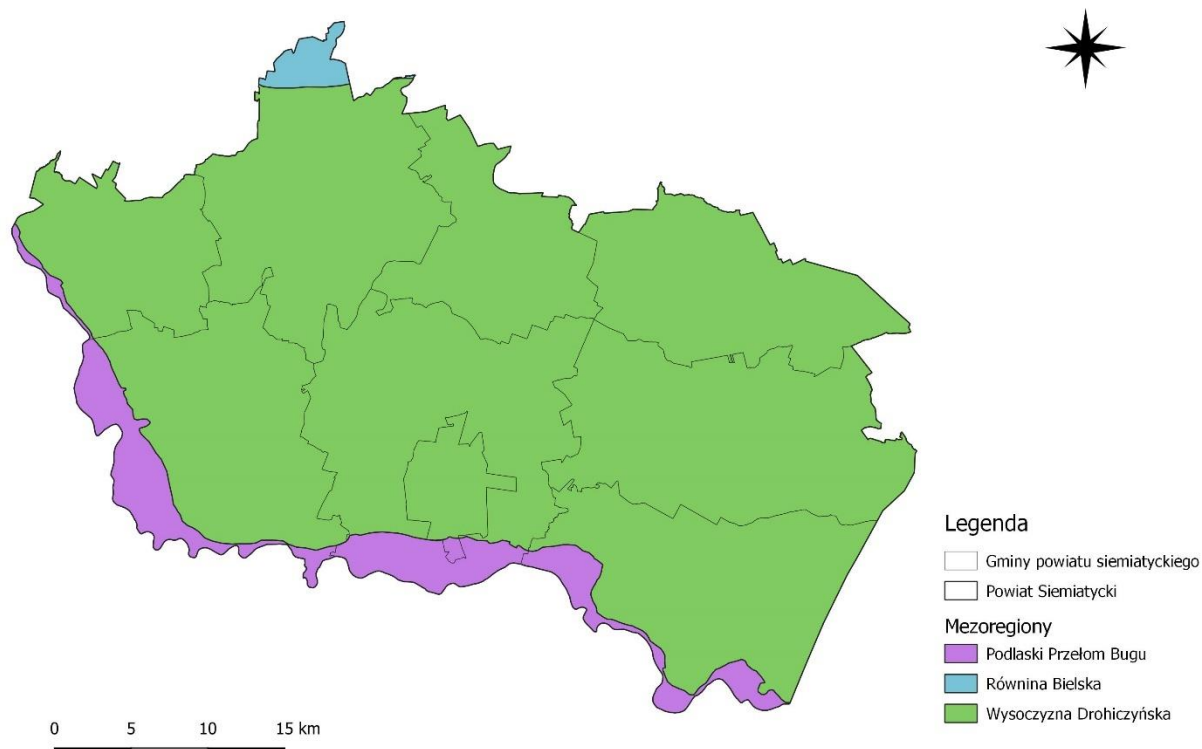 Legenda
Gminy powiatu siemiatyckiego
Powiat Siemiatycki
Mezoregiony
Podlaski Przełom Bugu
Równina Bielska
Wysoczyzna Drohiczyńska
0 5 10 15 km